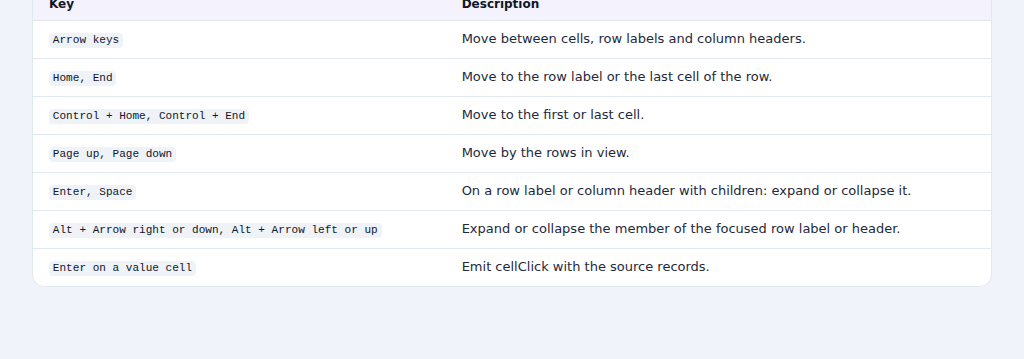 Key Description
Arrow keys Move between cells, row labels and column headers.
Home, End Move to the row label or the last cell of the row.
Control + Home, Control + End Move to the first or last cell.
Page up, Page down Move by the rows in view.
Enter, Space On a row label or column header with children: expand or collapse it.
Alt + Arrow right or down, Alt + Arrow left or up Expand or collapse the member of the focused row label or header.
Enter on a value cell Emit cellClick with the source records.